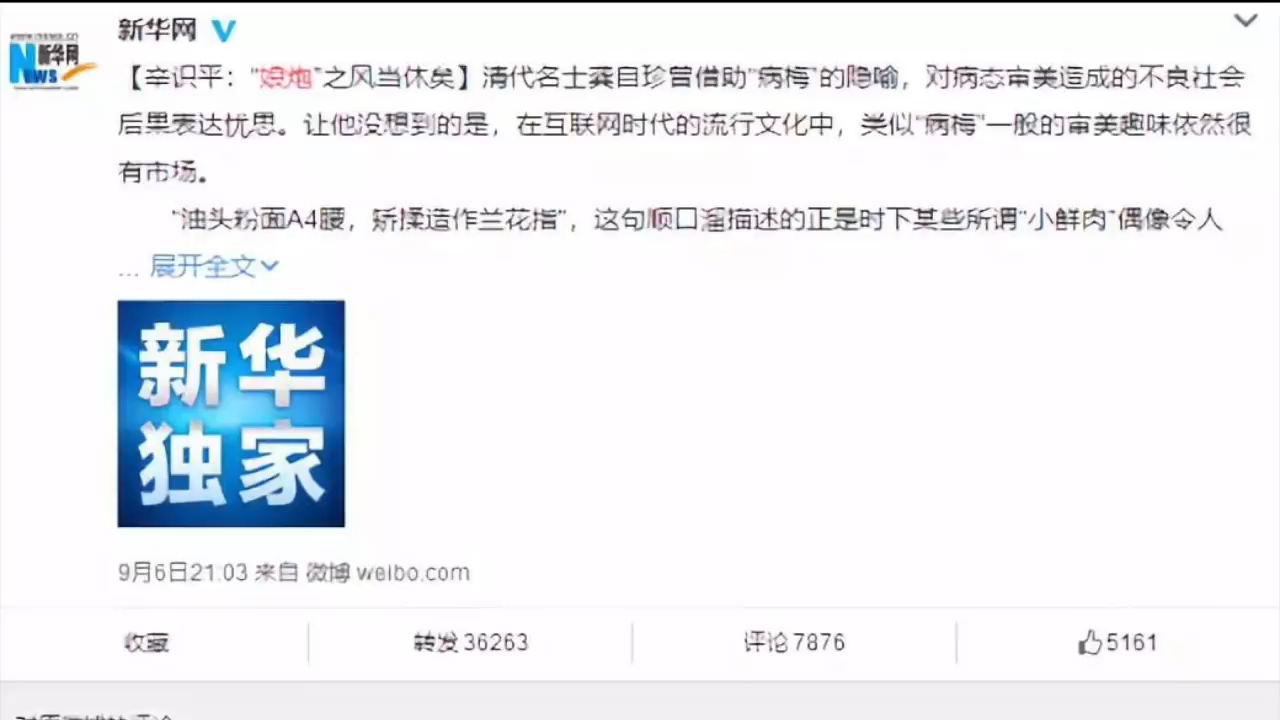 新华网
新华网
NEWS
【辛识平：“娘炮”之风当休矣】清代名士龚自珍曾借助“病梅”的隐喻，对病态审美造成的不良社会
后果表达忧思。让他没想到的是，在互联网时代的流行文化中，类似“病梅”一般的审美趣味依然很
有市场。
“油头粉面A4腰，矫揉造作兰花指”，这句顺口溜描述的正是时下某些所谓“小鲜肉”偶像令人
... 展开全文
新华
独家
9月6日21:03 来自 微博 weibo.com
收藏 转发 36263 评论 7876 5161